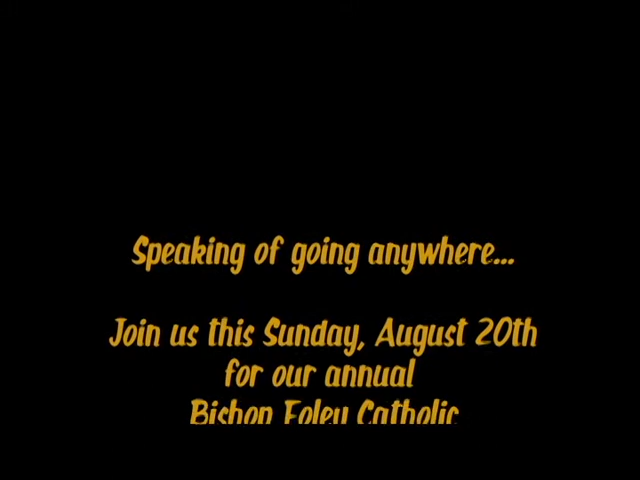 Speaking of going anywhere...
Join us this Sunday, August 20th
for our annual
Bishop Foley Catholic